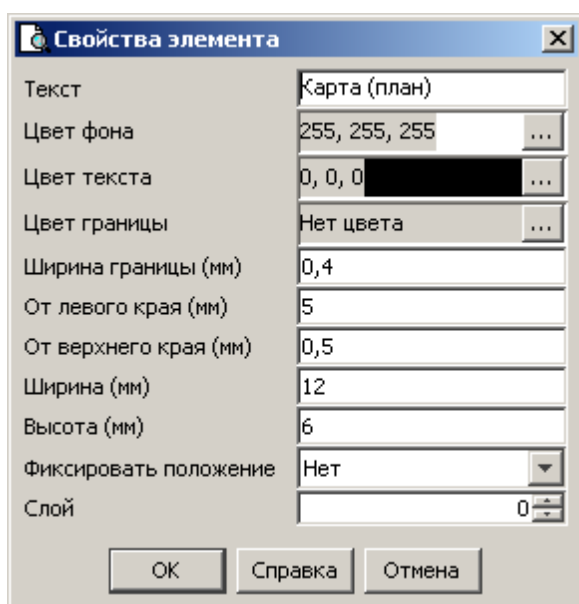 Свойства элемента
Текст Карта (план)
Цвет фона 255, 255, 255 ...
Цвет текста 0, 0, 0 ...
Цвет границы Нет цвета ...
Ширина границы (мм) 0,4
От левого края (мм) 5
От верхнего края (мм) 0,5
Ширина (мм) 12
Высота (мм) 6
Фиксировать положение Нет
Слой 0
ОК Справка Отмена